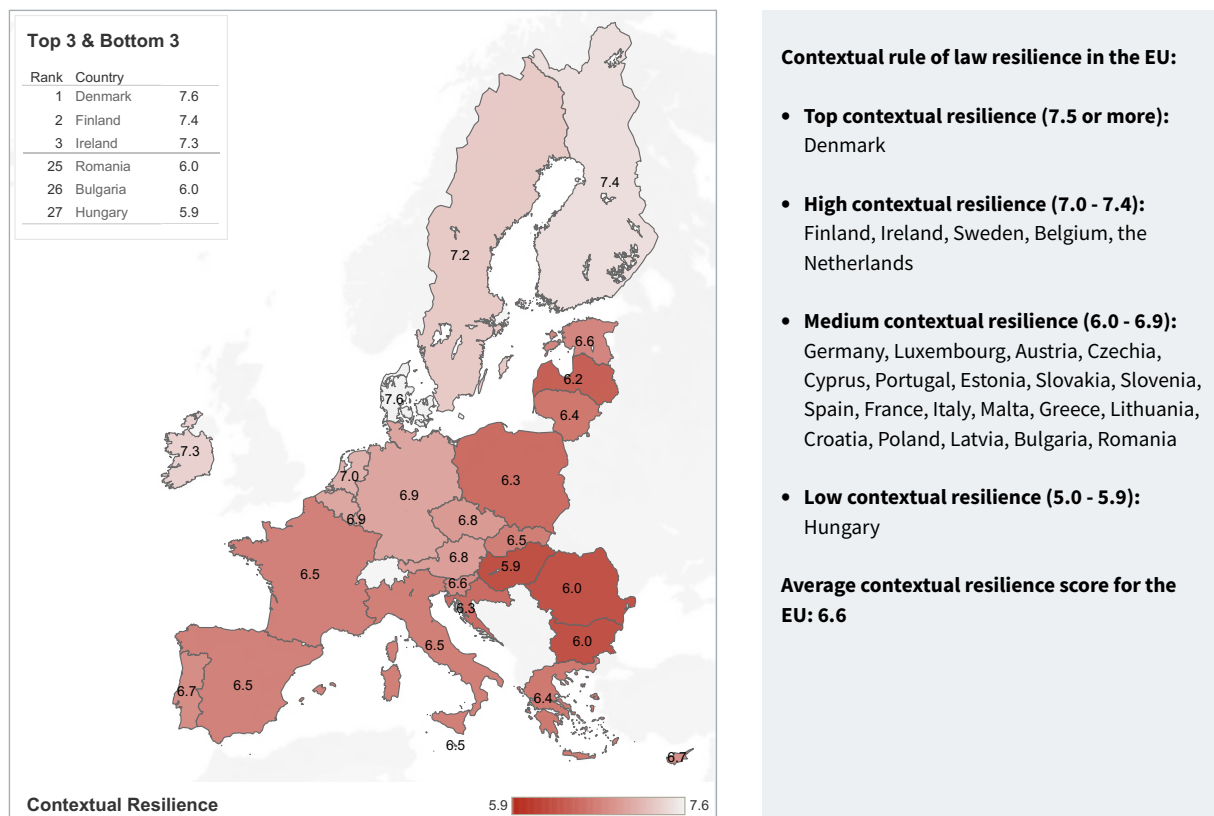 Top 3 & Bottom 3
Rank Country
1 Denmark 7.6
2 Finland 7.4
3 Ireland 7.3
25 Romania 6.0
26 Bulgaria 6.0
27 Hungary 5.9
7.4
7.2
6.6
6.2
7.6
6.4
7.3
7.0
6.9
6.3
6.9
6.8
6.5
6.8
5.9
6.5
6.6
6.0
6.3
6.0
6.5
6.7
6.5
6.4
6.5
6.7
Contextual Resilience
5.9 7.6
Contextual rule of law resilience in the EU:
• Top contextual resilience (7.5 or more):
Denmark
• High contextual resilience (7.0 - 7.4):
Finland, Ireland, Sweden, Belgium, the
Netherlands
• Medium contextual resilience (6.0 - 6.9):
Germany, Luxembourg, Austria, Czechia,
Cyprus, Portugal, Estonia, Slovakia, Slovenia,
Spain, France, Italy, Malta, Greece, Lithuania,
Croatia, Poland, Latvia, Bulgaria, Romania
• Low contextual resilience (5.0 - 5.9):
Hungary
Average contextual resilience score for the
EU: 6.6